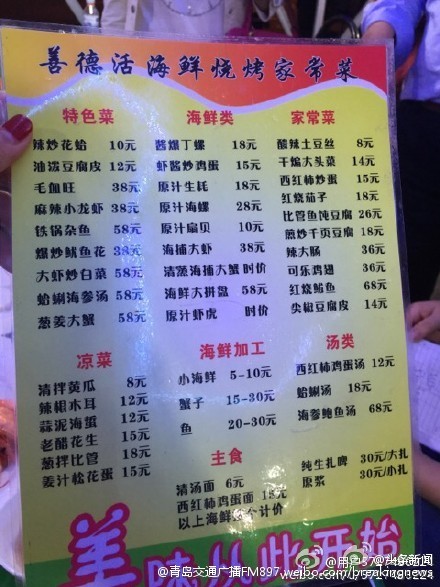 善德活海鲜烧烤家常菜
特色菜
辣炒花蛤 10元
油泼豆腐皮 12元
毛血旺 38元
麻辣小龙虾 38元
铁锅杂鱼 58元
爆炒鱿鱼花 38元
大虾炒白菜 58元
蛤蜊海参汤 58元
葱姜大蟹 58元
海鲜类
酱爆丁螺 18元
虾酱炒鸡蛋 15元
原汁生蚝 18元
原汁海螺 28元
原汁扇贝 10元
海捕大虾 38元
清蒸海捕大蟹 时价
海鲜大拼盘 58元
原汁虾虎 时价
家常菜
酸辣土豆丝 8元
干煸大头菜 14元
西红柿炒蛋 15元
红烧茄子 18元
比管鱼炖豆腐 26元
煎炒千页豆腐 18元
辣大肠 36元
可乐鸡翅 36元
红烧鲅鱼 68元
尖椒豆腐皮 14元
凉菜
清拌黄瓜 8元
辣根木耳 12元
蒜泥海蜇 12元
老醋花生 15元
葱拌比管 18元
姜汁松花蛋 15元
海鲜加工
小海鲜 5-10元
蟹子 15-30元
鱼 20-30元
主食
清汤面 6元
西红柿鸡蛋面
以上海鲜按个计价
汤类
西红柿鸡蛋汤 12元
蛤蜊汤 18元
海参鲍鱼汤 68元
纯生扎啤 30元/大扎
原浆 30元/小扎
美味从此开始
@青岛交通广播FM897
@头条新闻
weibo.com/breakingnews